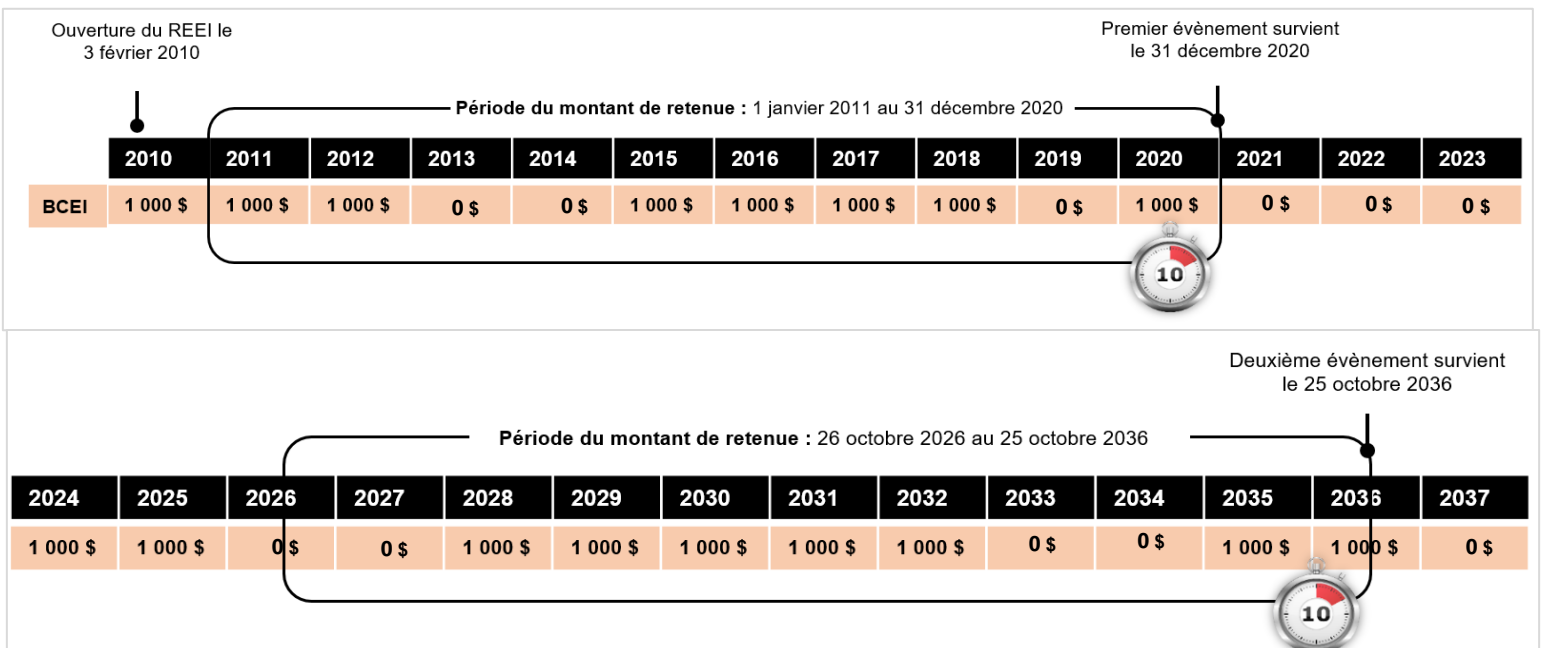 Ouverture du REEI le
3 février 2010
Premier évènement survient
le 31 décembre 2020
Période du montant de retenue : 1 janvier 2011 au 31 décembre 2020
2010 2011 2012 2013 2014 2015 2016 2017 2018 2019 2020 2021 2022 2023
BCEI 1 000 $ 1 000 $ 1 000 $ 0 $ 0 $ 1 000 $ 1 000 $ 1 000 $ 1 000 $ 0 $ 1 000 $ 0 $ 0 $ 0 $
10
Deuxième évènement survient
le 25 octobre 2036
Période du montant de retenue : 26 octobre 2026 au 25 octobre 2036
2024 2025 2026 2027 2028 2029 2030 2031 2032 2033 2034 2035 2036 2037
1 000 $ 1 000 $ 0 $ 0 $ 1 000 $ 1 000 $ 1 000 $ 1 000 $ 1 000 $ 0 $ 0 $ 1 000 $ 1 000 $ 0 $
10